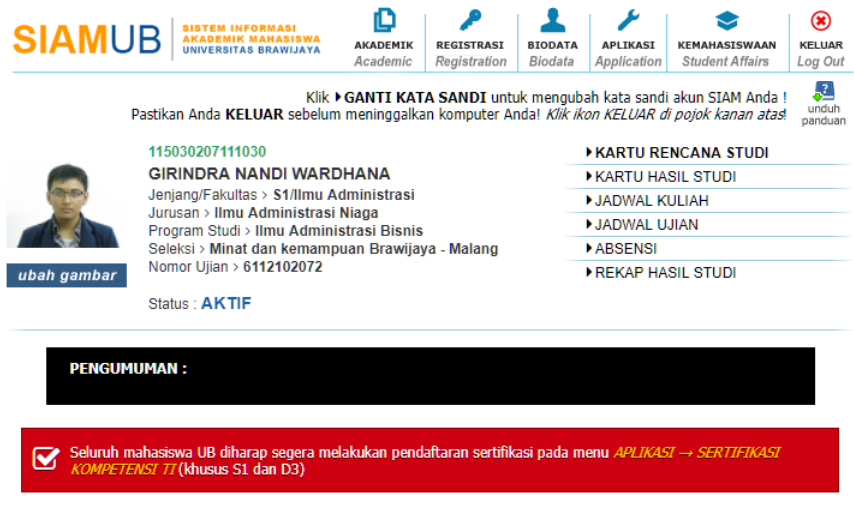 SIAMUB
SISTEM INFORMASI
AKADEMIK MAHASISWA
UNIVERSITAS BRAWIJAYA
AKADEMIK
Academic
REGISTRASI
Registration
BIODATA
Biodata
APLIKASI
Application
KEMAHASISWAAN
Student Affairs
KELUAR
Log Out
Klik GANTI KATA SANDI untuk mengubah kata sandi akun SIAM Anda !
Pastikan Anda KELUAR sebelum meninggalkan komputer Anda! Klik ikon KELUAR di pojok kanan atas!
unduh
panduan
115030207111030
GIRINDRA NANDI WARDHANA
Jenjang/Fakultas > S1/Ilmu Administrasi
Jurusan > Ilmu Administrasi Niaga
Program Studi > Ilmu Administrasi Bisnis
Seleksi > Minat dan kemampuan Brawijaya - Malang
Nomor Ujian > 6112102072
Status : AKTIF
ubah gambar
KARTU RENCANA STUDI
KARTU HASIL STUDI
JADWAL KULIAH
JADWAL UJIAN
ABSENSI
REKAP HASIL STUDI
PENGUMUMAN :
Seluruh mahasiswa UB diharap segera melakukan pendaftaran sertifikasi pada menu APLIKASI → SERTIFIKASI
KOMPETENSI TI (khusus S1 dan D3)